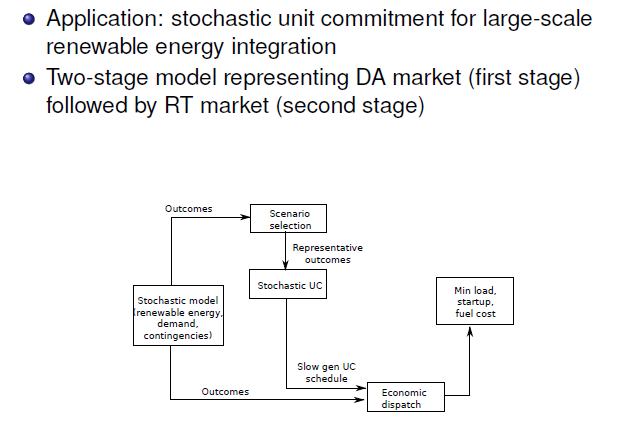 Application: stochastic unit commitment for large-scale
renewable energy integration
Two-stage model representing DA market (first stage)
followed by RT market (second stage)
Outcomes
Scenario
selection
Representative
outcomes
Stochastic UC
Stochastic model
(renewable energy,
demand,
contingencies)
Min load,
startup,
fuel cost
Slow gen UC
schedule
Outcomes
Economic
dispatch